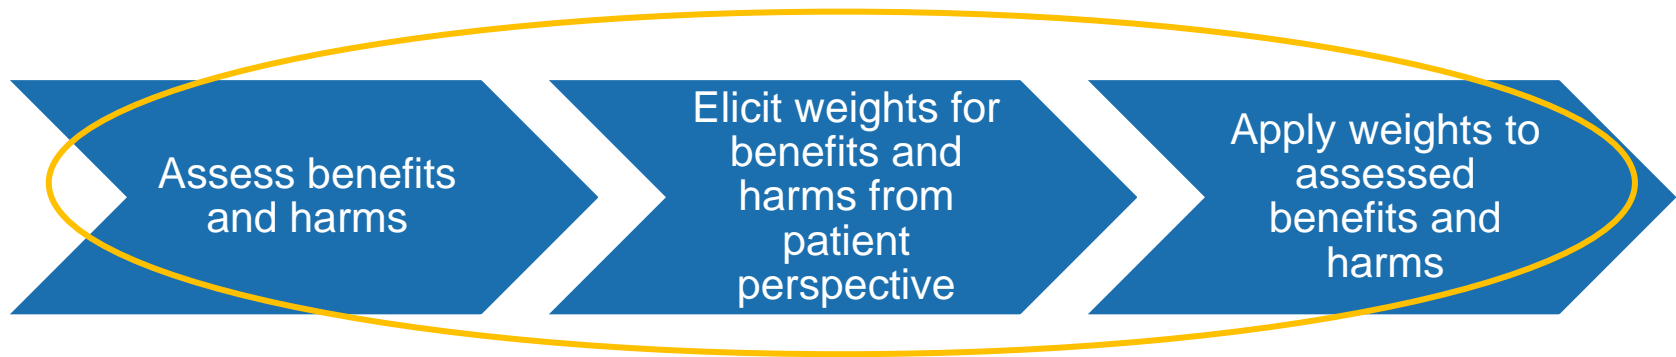 Assess benefits
and harms
Elicit weights for
benefits and
harms from
patient
perspective
Apply weights to
assessed
benefits and
harms